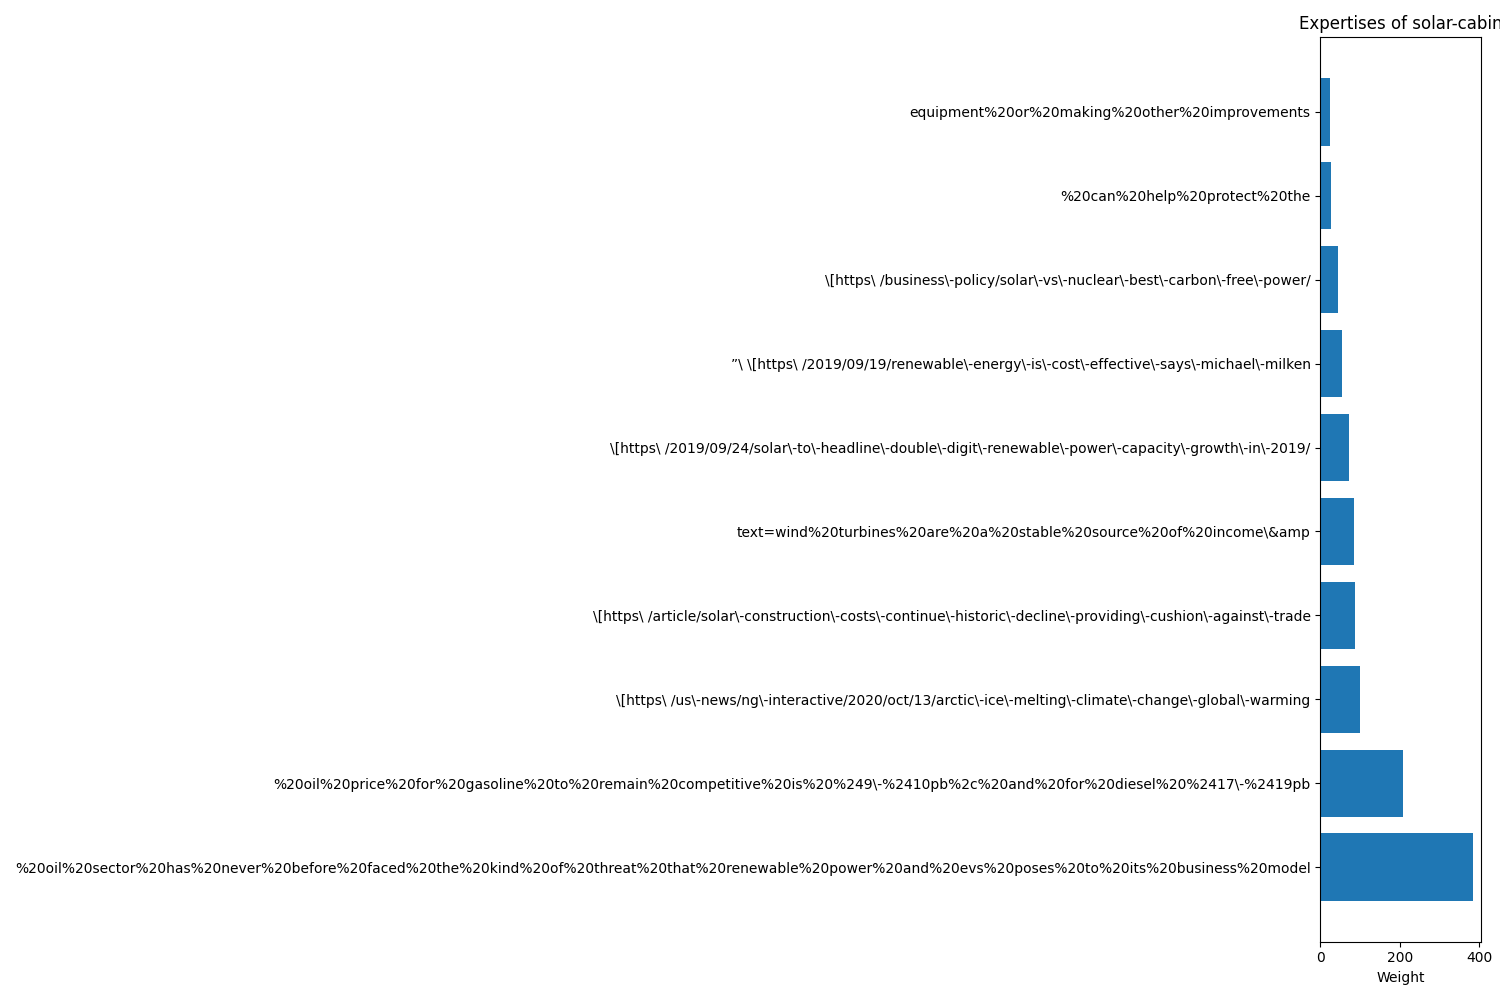 Expertises of solar-cabin
equipment%20or%20making%20other%20improvements
%20can%20help%20protect%20the
\[https\ /business\-policy/solar\-vs\-nuclear\-best\-carbon\-free\-power/
”\ \[https\ /2019/09/19/renewable\-energy\-is\-cost\-effective\-says\-michael\-milken
\[https\ /2019/09/24/solar\-to\-headline\-double\-digit\-renewable\-power\-capacity\-growth\-in\-2019/
text=wind%20turbines%20are%20a%20stable%20source%20of%20income\&amp
\[https\ /article/solar\-construction\-costs\-continue\-historic\-decline\-providing\-cushion\-against\-trade
\[https\ /us\-news/ng\-interactive/2020/oct/13/arctic\-ice\-melting\-climate\-change\-global\-warming
%20oil%20price%20for%20gasoline%20to%20remain%20competitive%20is%20%249\-%2410pb%2c%20and%20for%20diesel%20%2417\-%2419pb
%20oil%20sector%20has%20never%20before%20faced%20the%20kind%20of%20threat%20that%20renewable%20power%20and%20evs%20poses%20to%20its%20business%20model
0 200 400
Weight